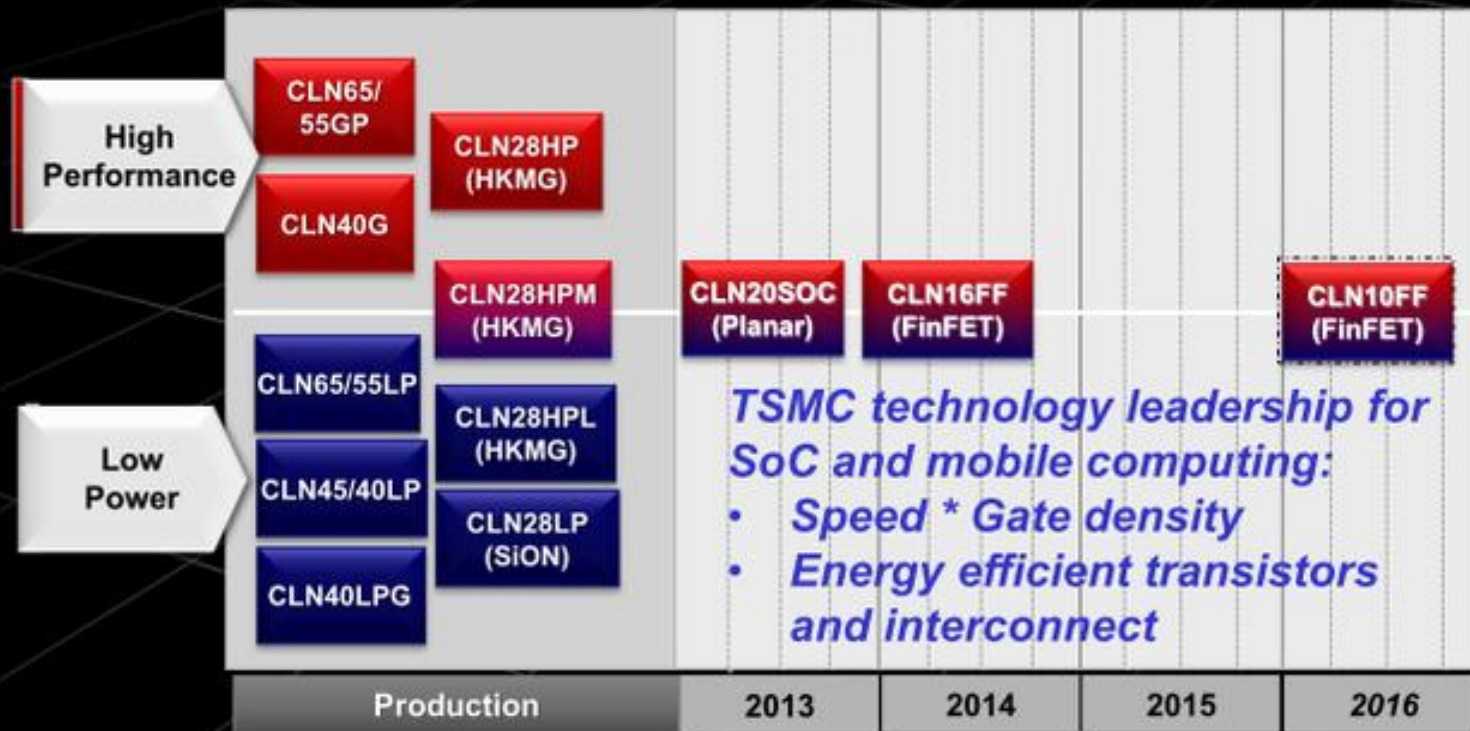 High
Performance
CLN65/
55GP
CLN40G
CLN28HP
(HKMG)
CLN28HPM
(HKMG)
CLN20SOC
(Planar)
CLN16FF
(FinFET)
CLN10FF
(FinFET)
Low
Power
CLN65/55LP
CLN45/40LP
CLN40LPG
CLN28HPL
(HKMG)
CLN28LP
(SiON)
TSMC technology leadership for
SoC and mobile computing:
• Speed * Gate density
• Energy efficient transistors
and interconnect
Production
2013
2014
2015
2016